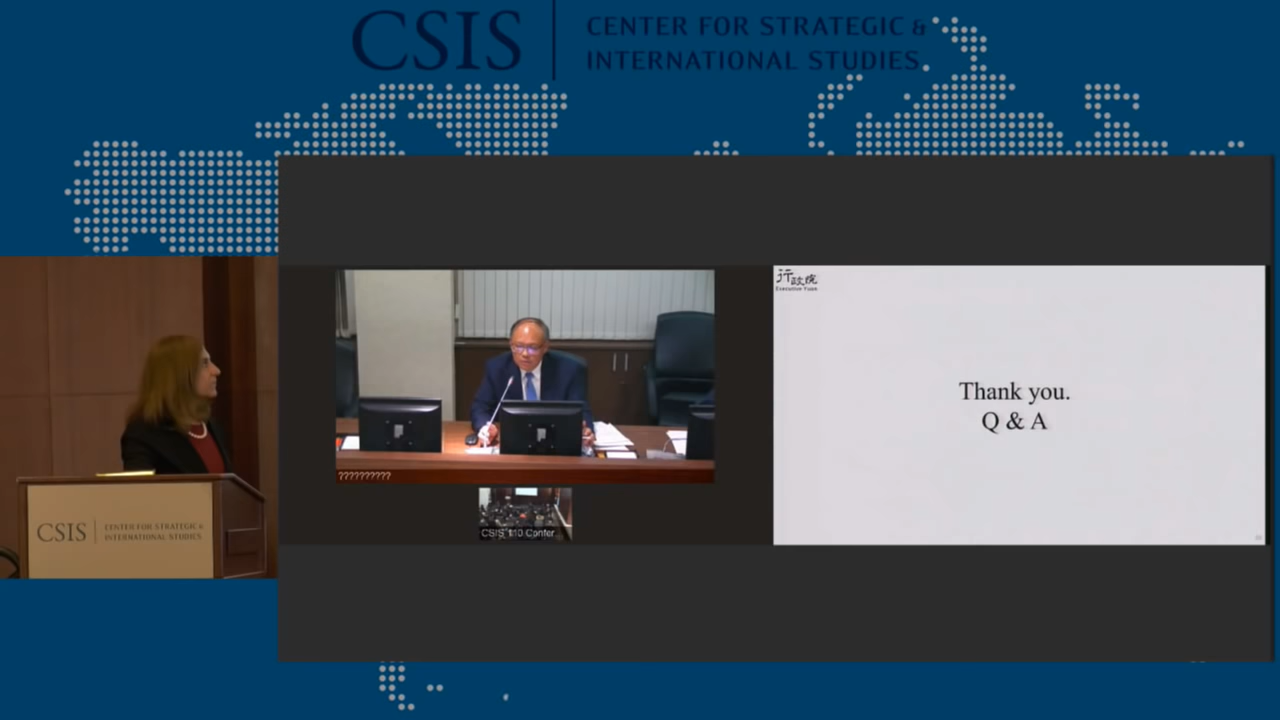 CSIS
CENTER FOR STRATEGIC &
INTERNATIONAL STUDIES
行政院
Executive Yuan
Thank you.
Q & A
??????????
CSIS 110 Confer...
CSIS
CENTER FOR STRATEGIC &
INTERNATIONAL STUDIES